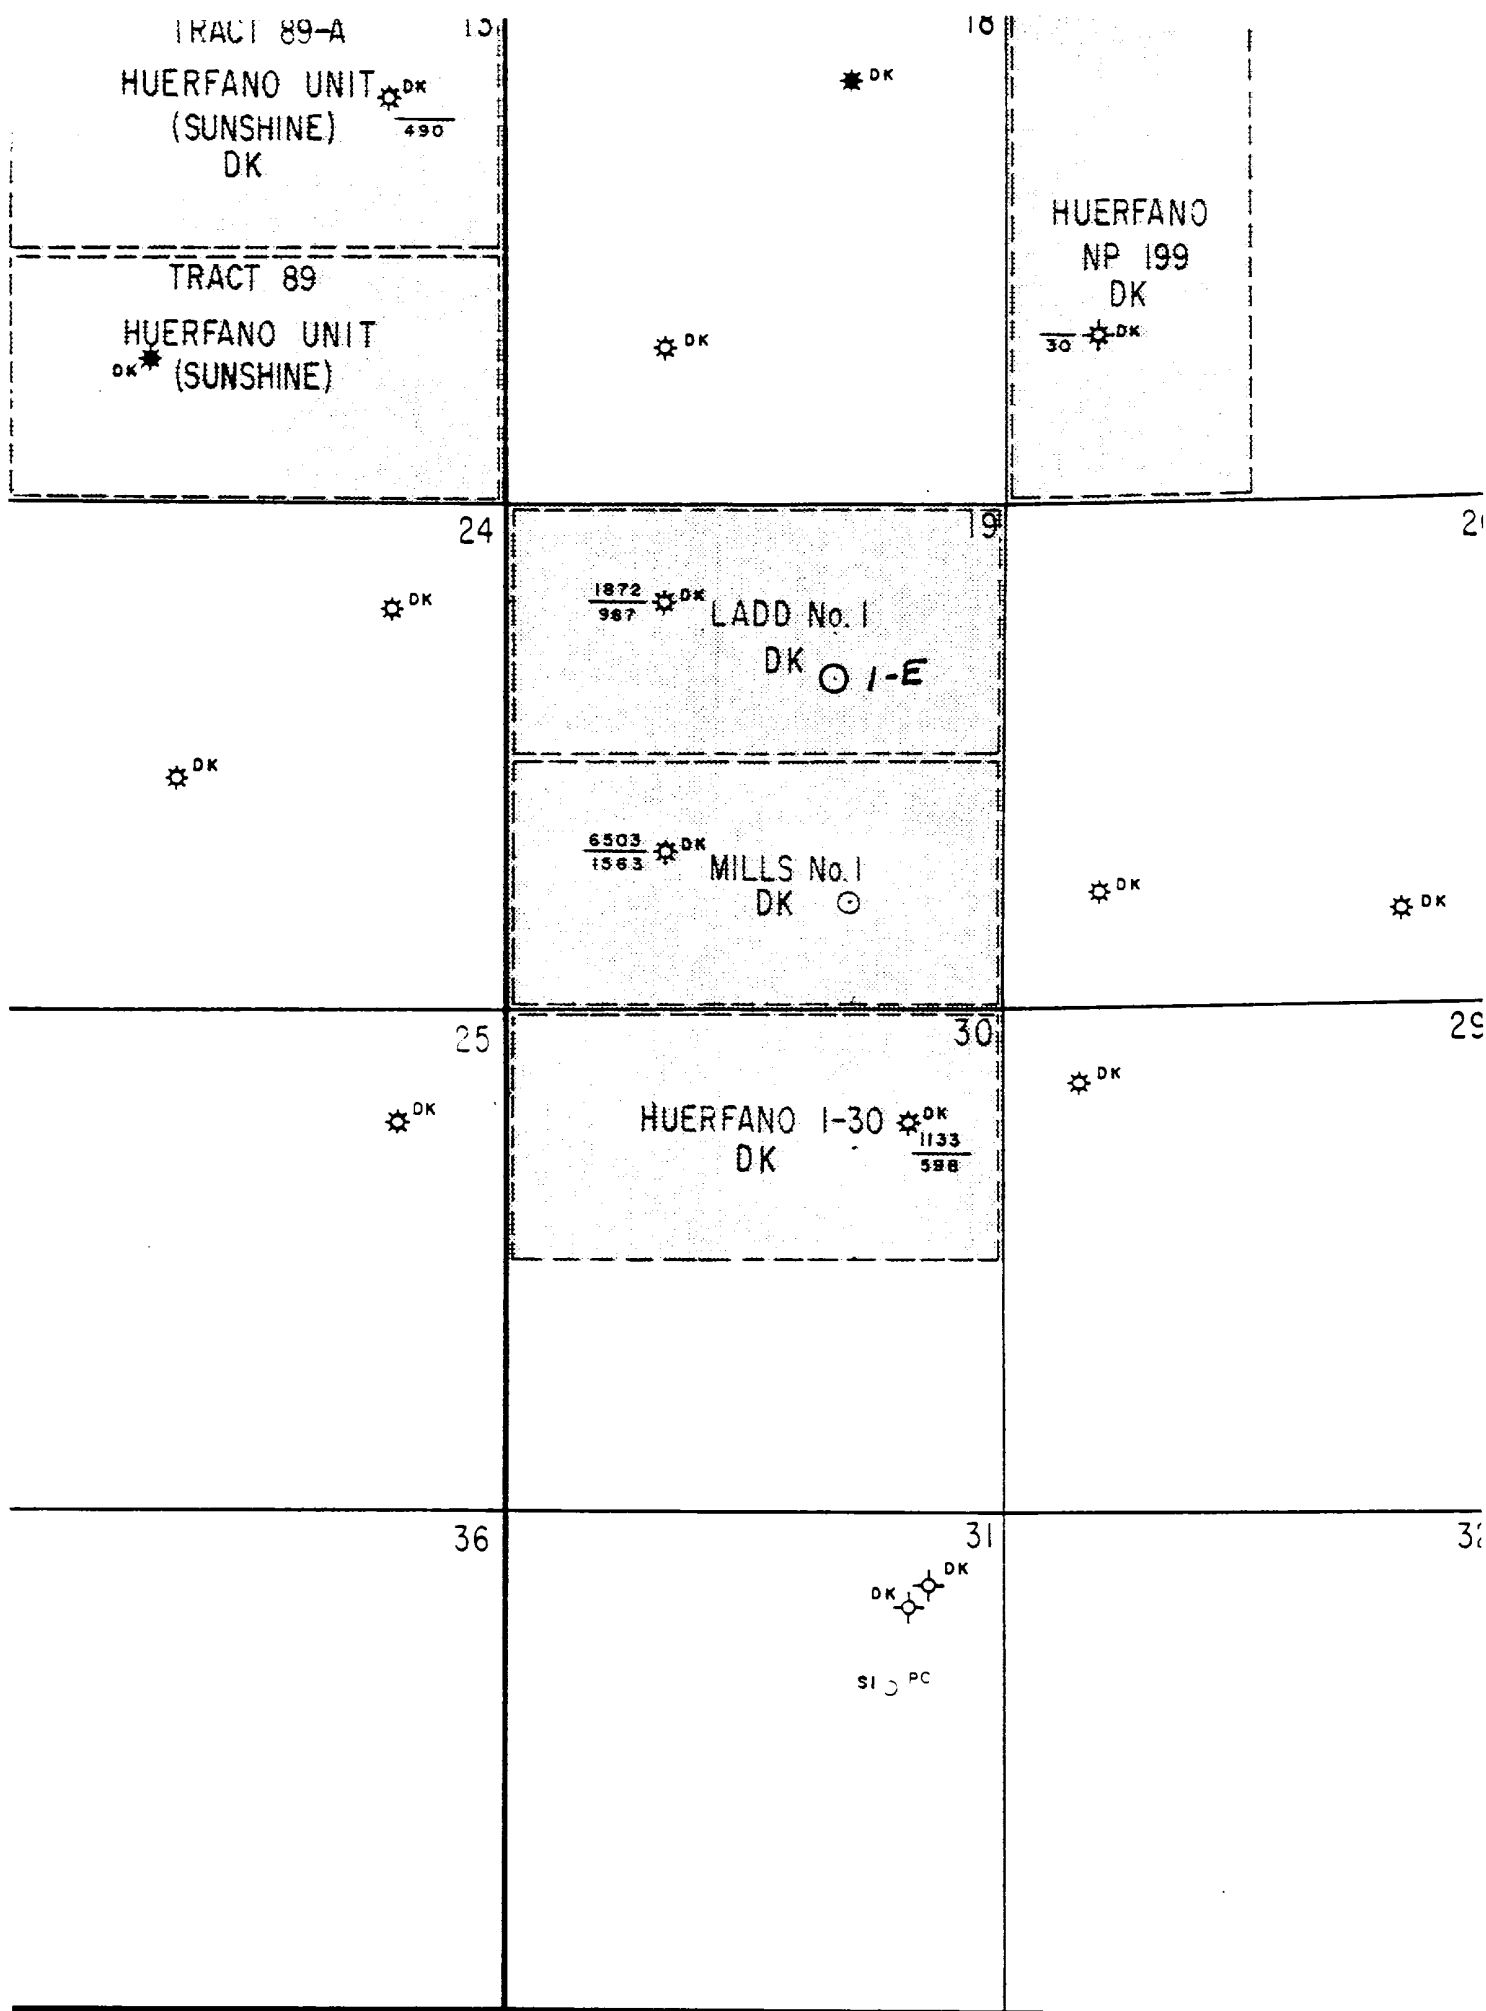 TRACT 89-A
13
18
HUERFANO UNIT
DK
490
(SUNSHINE)
DK
DK
HUERFANO
NP 199
DK
30
DK
TRACT 89
HUERFANO UNIT
DK
(SUNSHINE)
DK
24
19
DK
1872
987
DK
LADD No. 1
DK
1-E
DK
6503
1563
DK
MILLS No. 1
DK
DK
DK
25
30
29
DK
DK
HUERFANO 1-30
DK
DK
1133
598
36
31
DK
DK
SI
PC